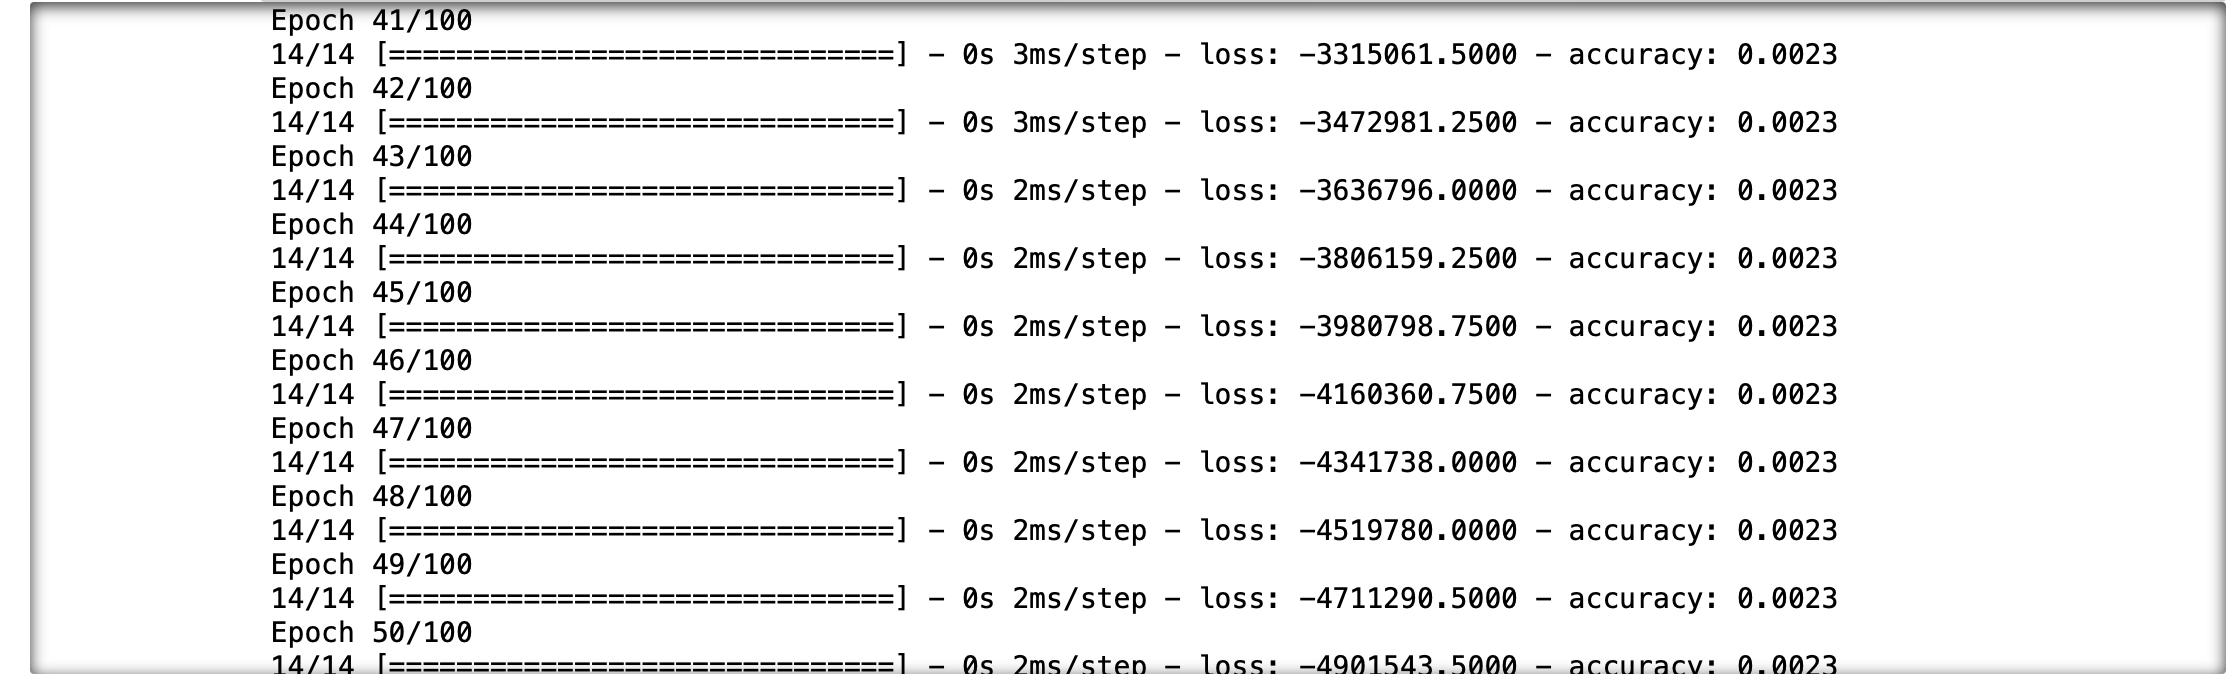 Epoch 41/100
14/14 [==============================] - 0s 3ms/step - loss: -3315061.5000 - accuracy: 0.0023
Epoch 42/100
14/14 [==============================] - 0s 3ms/step - loss: -3472981.2500 - accuracy: 0.0023
Epoch 43/100
14/14 [==============================] - 0s 2ms/step - loss: -3636796.0000 - accuracy: 0.0023
Epoch 44/100
14/14 [==============================] - 0s 2ms/step - loss: -3806159.2500 - accuracy: 0.0023
Epoch 45/100
14/14 [==============================] - 0s 2ms/step - loss: -3980798.7500 - accuracy: 0.0023
Epoch 46/100
14/14 [==============================] - 0s 2ms/step - loss: -4160360.7500 - accuracy: 0.0023
Epoch 47/100
14/14 [==============================] - 0s 2ms/step - loss: -4341738.0000 - accuracy: 0.0023
Epoch 48/100
14/14 [==============================] - 0s 2ms/step - loss: -4519780.0000 - accuracy: 0.0023
Epoch 49/100
14/14 [==============================] - 0s 2ms/step - loss: -4711290.5000 - accuracy: 0.0023
Epoch 50/100
14/14 [==============================] - 0s 2ms/step - loss: -4901543.5000 - accuracy: 0.0023